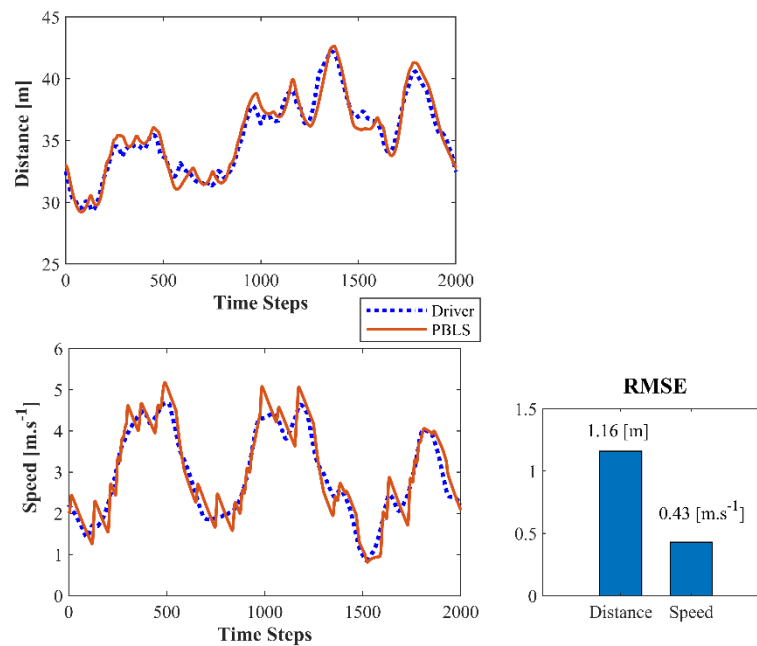 45
40
35
30
25
Distance [m]
0 500 1000 1500 2000
Time Steps
Driver
PBLS
6
5
4
3
2
1
0
Speed [m.s-1]
0 500 1000 1500 2000
Time Steps
RMSE
1.5
1
0.5
0
1.16 [m]
0.43 [m.s-1]
Distance Speed